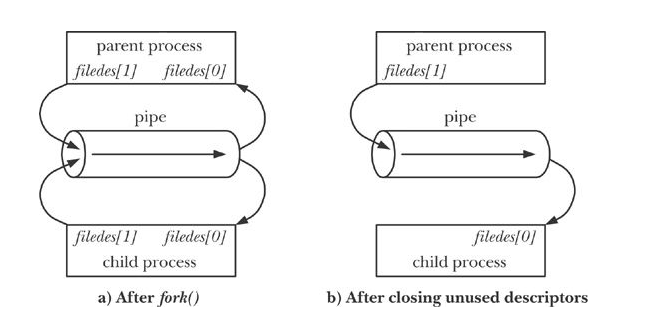 parent process
filedes[1] filedes[0]
pipe
filedes[1] filedes[0]
child process
a) After fork()
parent process
filedes[1]
pipe
filedes[0]
child process
b) After closing unused descriptors